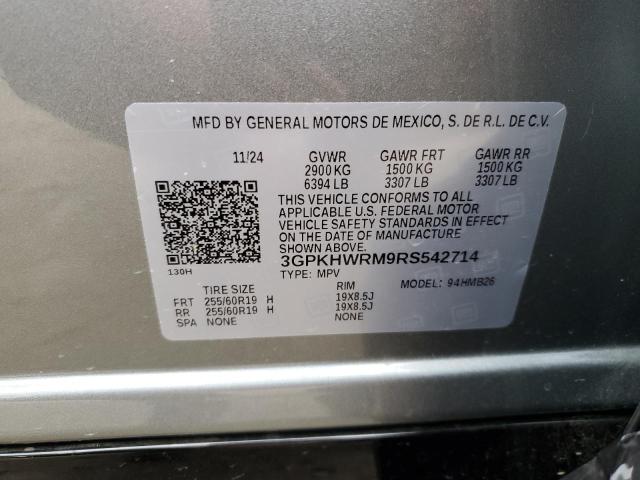 MFD BY GENERAL MOTORS DE MEXICO, S. DE R.L. DE C.V.
11/24 GVWR GAWR FRT GAWR RR
2900 KG 1500 KG 1500 KG
6394 LB 3307 LB 3307 LB
THIS VEHICLE CONFORMS TO ALL
APPLICABLE U.S. FEDERAL MOTOR
VEHICLE SAFETY STANDARDS IN EFFECT
ON THE DATE OF MANUFACTURE
SHOWN ABOVE.
130H
3GPKHWRM9RS542714
TYPE: MPV MODEL: 94HMB26
TIRE SIZE RIM
FRT 255/60R19 H 19X8.5J
RR 255/60R19 H 19X8.5J
SPA NONE NONE